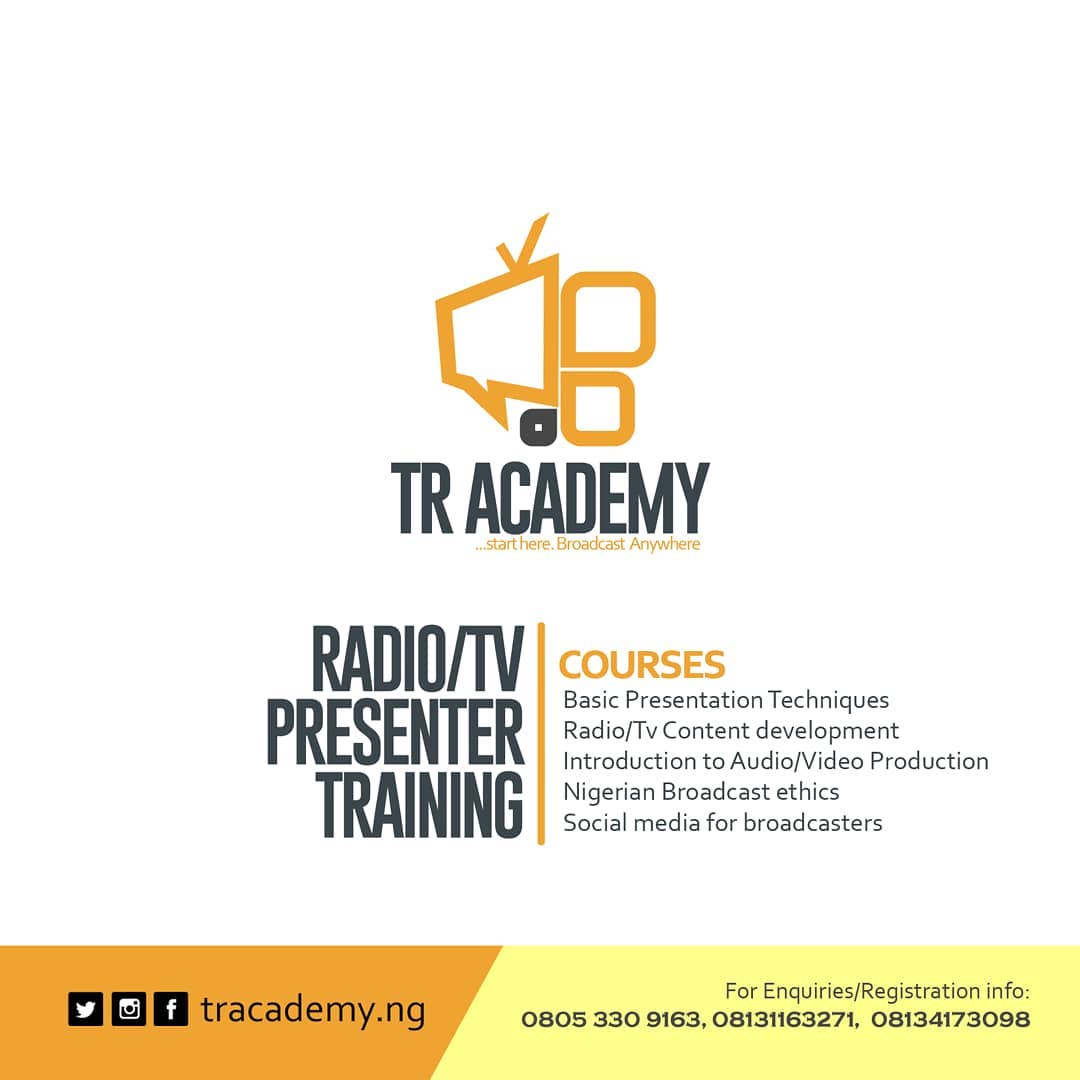 TR ACADEMY
...start here. Broadcast Anywhere
RADIO/TV
PRESENTER
TRAINING
COURSES
Basic Presentation Techniques
Radio/Tv Content development
Introduction to Audio/Video Production
Nigerian Broadcast ethics
Social media for broadcasters
tracademy.ng
For Enquiries/Registration info:
0805 330 9163, 08131163271, 08134173098